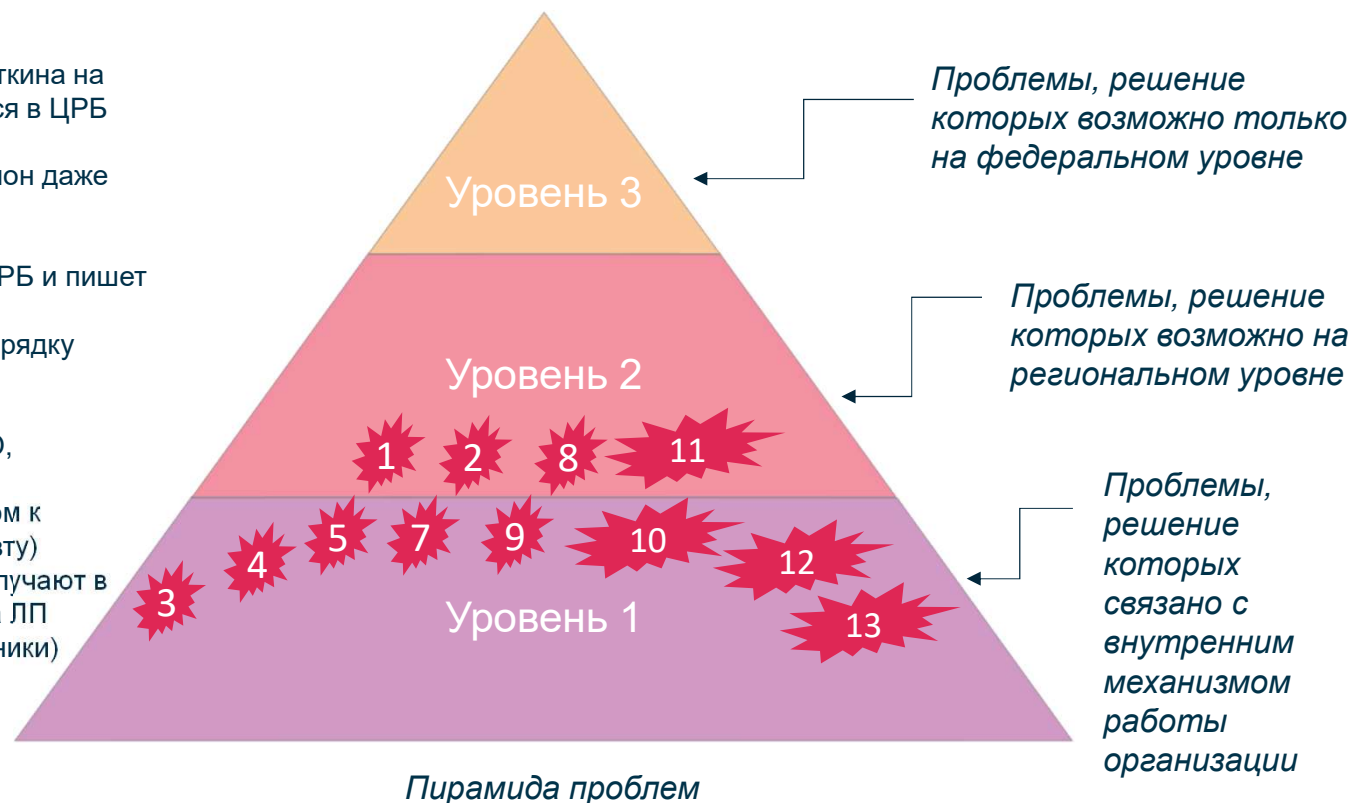 ткина на
ся в ЦРБ
он даже
РБ и пишет
рядку
О,
ом к
вту)
лучают в
ЛП
ники)
Проблемы, решение
которых возможно только
на федеральном уровне
Уровень 3
Проблемы, решение
которых возможно на
региональном уровне
Уровень 2
1
2
8
11
Проблемы,
решение
которых
связано с
внутренним
механизмом
работы
организации
3
4
5
7
9
10
12
13
Уровень 1
Пирамида проблем